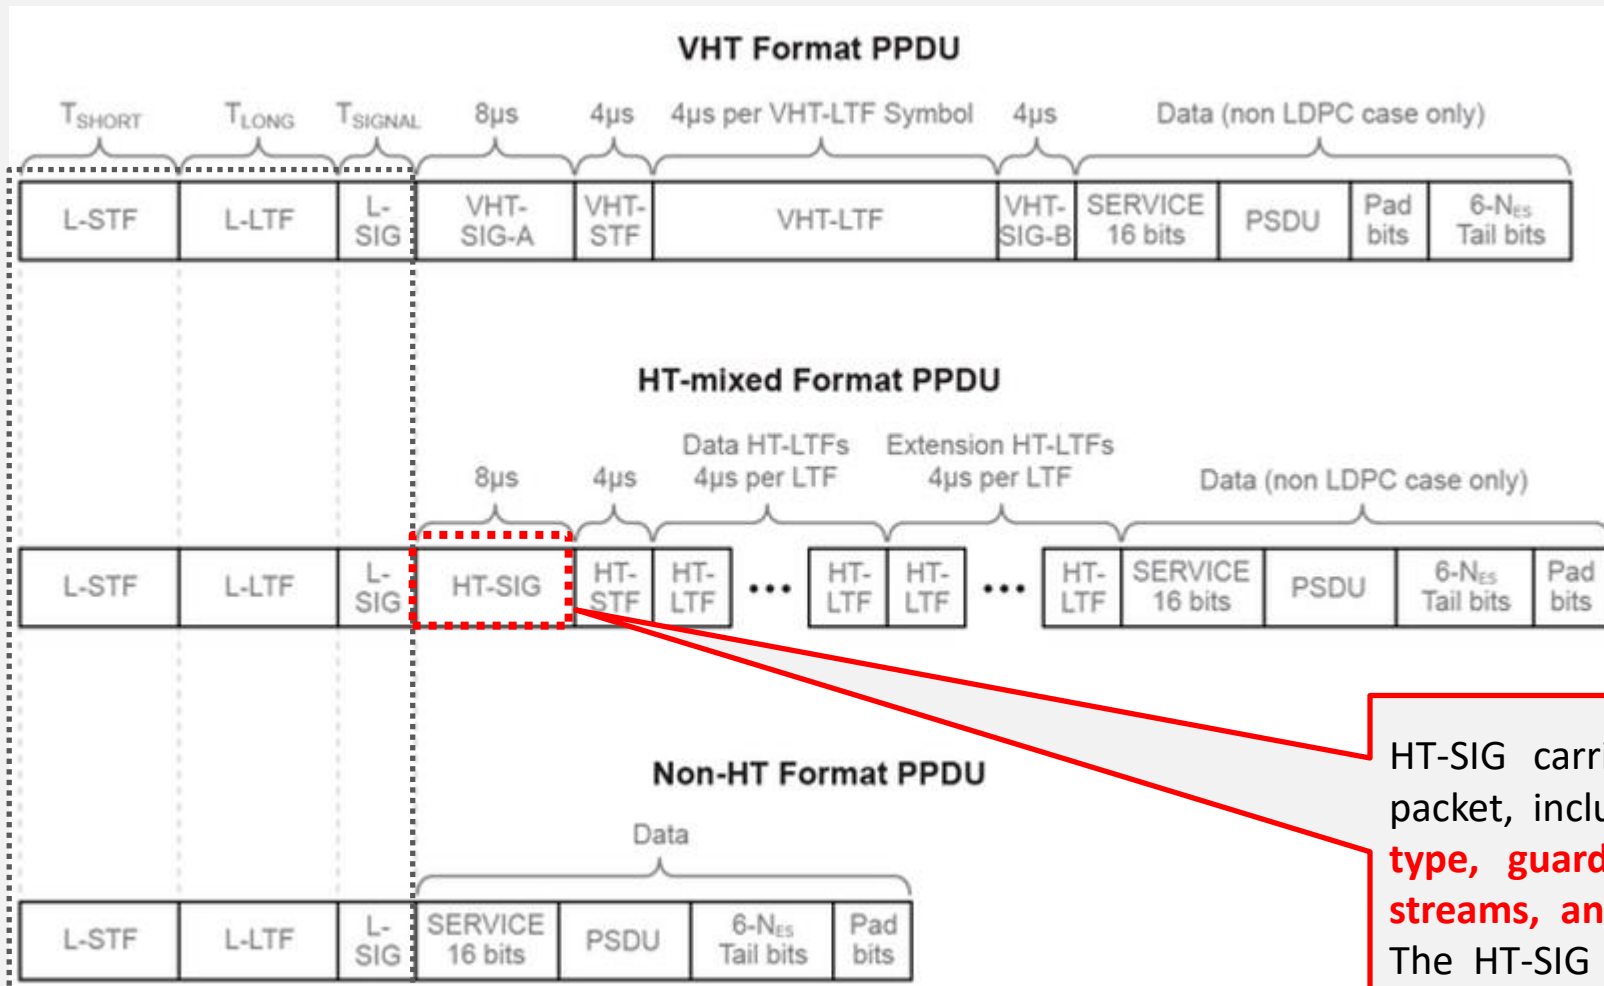 VHT Format PPDU
TSHORT TLONG TSIGNAL 8µs 4µs 4µs per VHT-LTF Symbol 4µs Data (non LDPC case only)
L-STF L-LTF L-SIG VHT-SIG-A VHT-STF VHT-LTF VHT-SIG-B SERVICE 16 bits PSDU Pad bits 6-NES Tail bits
HT-mixed Format PPDU
Data HT-LTFs 4µs per LTF Extension HT-LTFs 4µs per LTF
8µs 4µs Data (non LDPC case only)
L-STF L-LTF L-SIG HT-SIG HT-STF HT-LTF ••• HT-LTF HT-LTF ••• HT-LTF SERVICE 16 bits PSDU 6-NES Tail bits Pad bits
HT-SIG
packet,
type, guard
streams,
The HT-SIG
Non-HT Format PPDU
Data
L-STF L-LTF L-SIG SERVICE 16 bits PSDU 6-NES Tail bits Pad bits